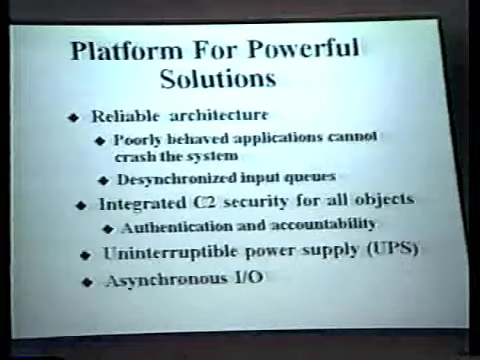 Platform For Powerful
Solutions
◆ Reliable architecture
◆ Poorly behaved applications cannot
crash the system
◆ Desynchronized input queues
◆ Integrated C2 security for all objects
◆ Authentication and accountability
◆ Uninterruptible power supply (UPS)
◆ Asynchronous I/O